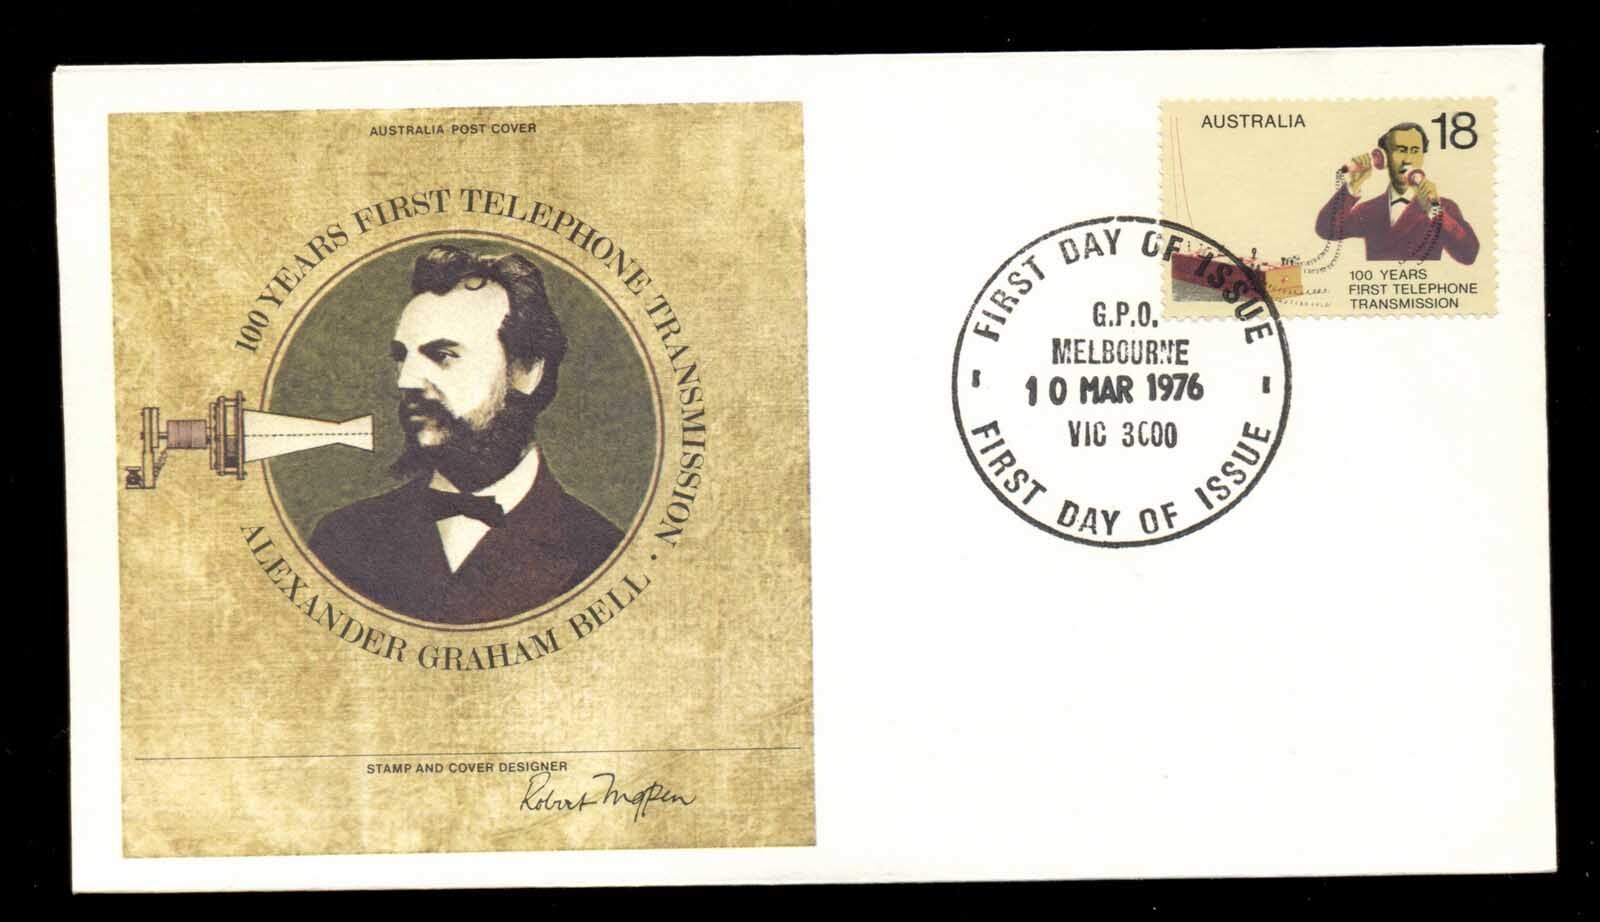 AUSTRALIA POST COVER
100 YEARS FIRST TELEPHONE TRANSMISSION •
ALEXANDER GRAHAM BELL
STAMP AND COVER DESIGNER
Robert Ingpen
AUSTRALIA
18
100 YEARS
FIRST TELEPHONE
TRANSMISSION
FIRST DAY OF ISSUE
G.P.O.
MELBOURNE
10 MAR 1976
VIC 3000
FIRST DAY OF ISSUE